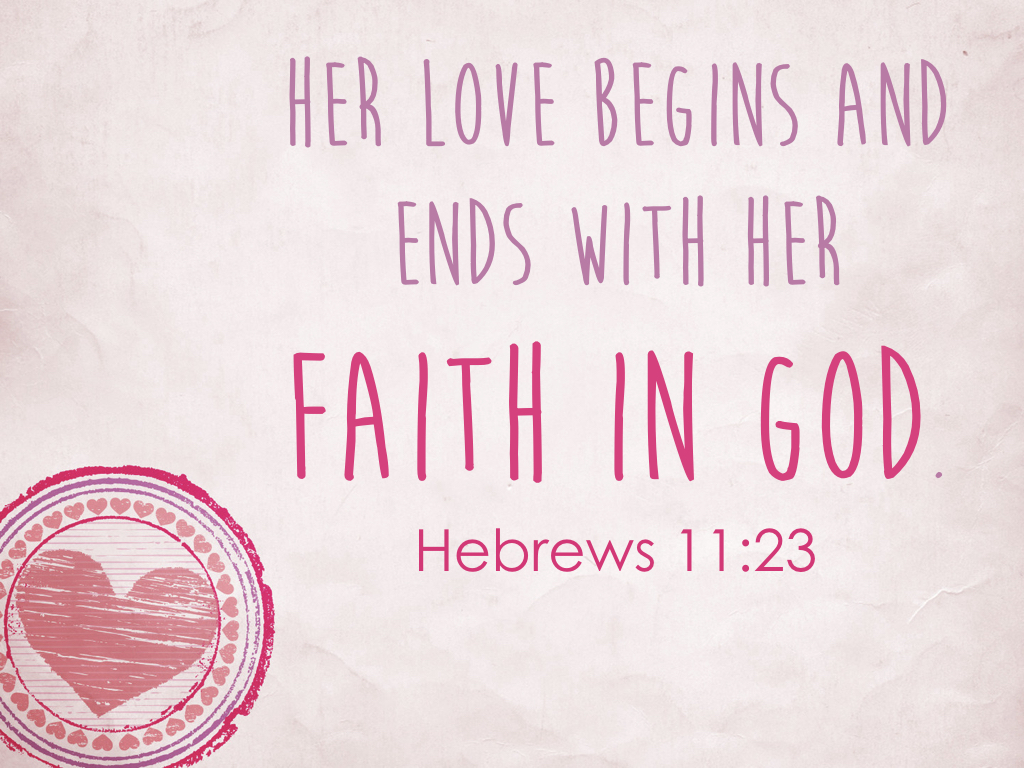 HER LOVE BEGINS AND
ENDS WITH HER
FAITH IN GOD.
Hebrews 11:23